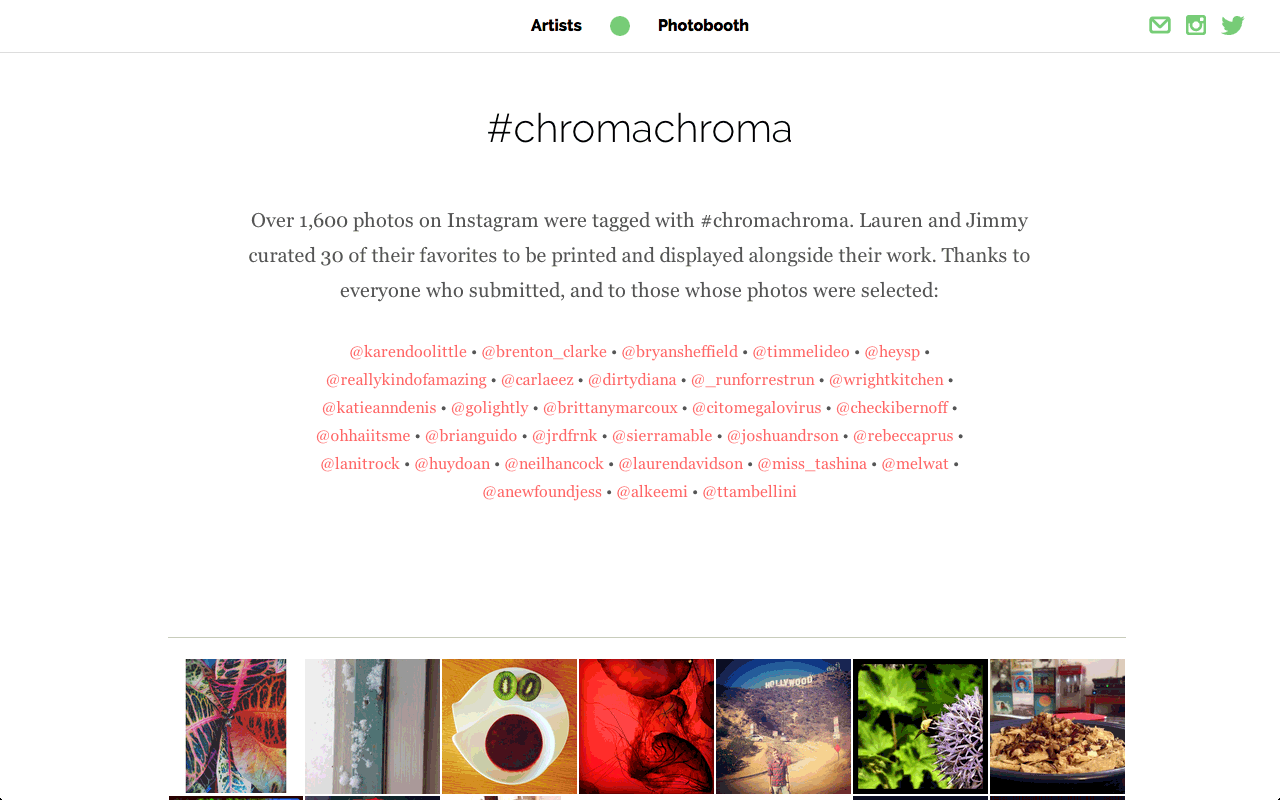 Artists Photobooth
#chromachroma
Over 1,600 photos on Instagram were tagged with #chromachroma. Lauren and Jimmy
curated 30 of their favorites to be printed and displayed alongside their work. Thanks to
everyone who submitted, and to those whose photos were selected:
@karendoolittle • @brenton_clarke • @bryansheffield • @timmelideo • @heysp •
@reallykindofamazing • @carlaeez • @dirtydiana • @_runforrestrun • @wrightkitchen •
@katieanndenis • @golightly • @brittanymarcoux • @citomegalovirus • @checkibernoff •
@ohhaiitsme • @brianguido • @jrdfrnk • @sierramable • @joshuandrson • @rebeccaprus •
@lanitrock • @huydoan • @neilhancock • @laurendavidson • @miss_tashina • @melwat •
@anewfoundjess • @alkeemi • @ttambellini
HOLLYWOOD